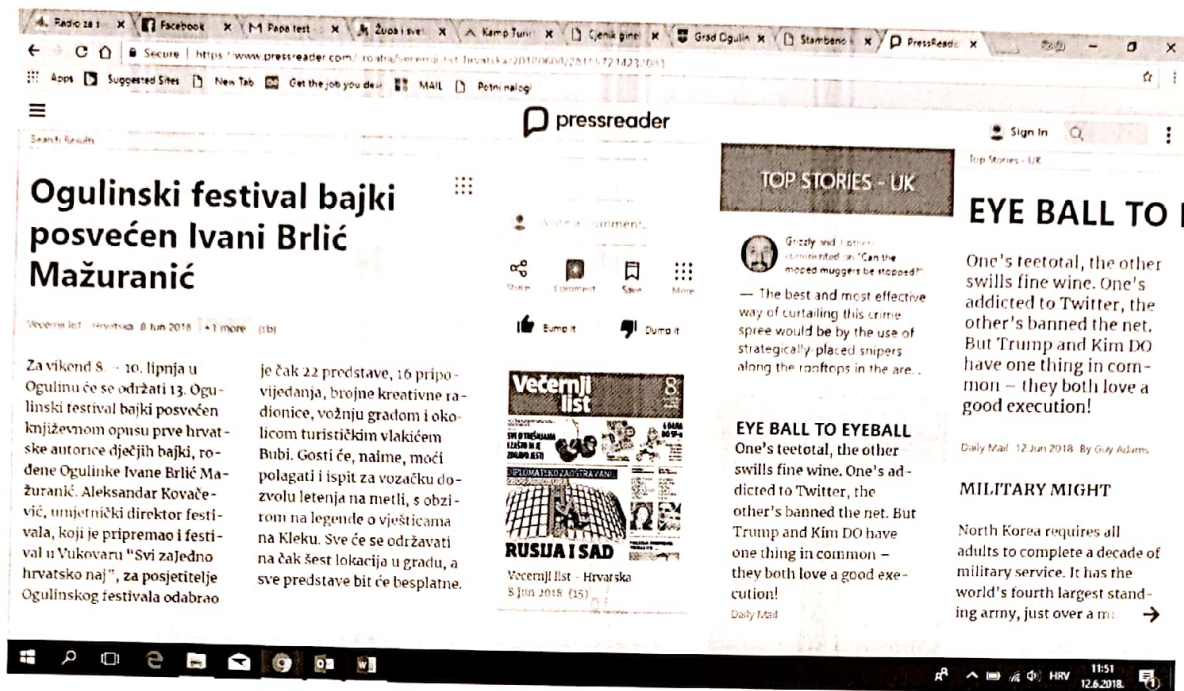 Radio za s
Facebook
Papa test
Župa i svet
Kamp Turi
Cjenik
Grad Ogulin
Stambeno
PressReade
Secure | https://www.pressreader.com/
Apps
Suggested Sites
New Tab
Get the job you
MAIL
Putni nalogi
pressreader
Sign In
Search Results
Ogulinski festival bajki
posvećen Ivani Brlić
Mažuranić
Večernji list - Hrvatska 8 Jun 2018 +1 more (sb)
Za vikend 8. – 10. lipnja u
Ogulinu će se održati 13. Ogu-
linski festival bajki posvećen
književnom opusu prve hrvat-
ske autorice dječjih bajki, ro-
đene Ogulinke Ivane Brlić Ma-
žuranić. Aleksandar Kovače-
vić, umjetnički direktor festi-
vala, koji je pripremao i festi-
val u Vukovaru “Svi zajedno
hrvatsko naj”, za posjetitelje
Ogulinskog festivala odabrao
je čak 22 predstave, 16 pripo-
vijedanja, brojne kreativne ra-
dionice, vožnju gradom i oko-
licom turističkim vlakićem
Bubi. Gosti će, naime, moći
polagati i ispit za vozačku do-
zvolu letenja na metli, s obzi-
rom na legende o vješticama
na Kleku. Sve će se održavati
na čak šest lokacija u gradu, a
sve predstave bit će besplatne.
Write a comment.
Share
Comment
Save
More
Bump it
Dump it
Večernji
list
8.
SVE O TREŠNJAMA
DIPLOMATSKO ZAOSTRAVANJE
RUSIJA I SAD
Večernji list - Hrvatska
8 Jun 2018 (15)
TOP STORIES - UK
Grizzly and
commented on "Can the
moped muggers be stopped?"
— The best and most effective
way of curtailing this crime
spree would be by the use of
strategically-placed snipers
along the rooftops in the are...
EYE BALL TO EYEBALL
One's teetotal, the other
swills fine wine. One's ad-
dicted to Twitter, the
other's banned the net. But
Trump and Kim DO have
one thing in common –
they both love a good exe-
cution!
Daily Mail
Top Stories - UK
EYE BALL TO
One's teetotal, the other
swills fine wine. One's
addicted to Twitter, the
other's banned the net.
But Trump and Kim DO
have one thing in com-
mon – they both love a
good execution!
Daily Mail 12 Jun 2018 By Guy Adams
MILITARY MIGHT
North Korea requires all
adults to complete a decade of
military service. It has the
world's fourth largest stand-
ing army, just over a m
HRV
11:51
12.6.2018.